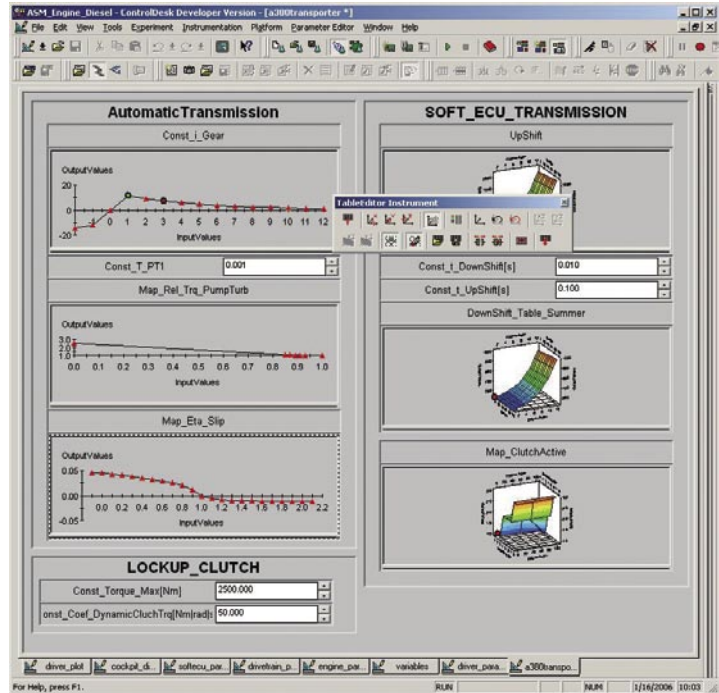 ASM_Engine_Diesel - ControlDesk Developer Version - [a380transporter *]
File Edit View Tools Experiment Instrumentation Platform Parameter Editor Window Help
AutomaticTransmission
Const_i_Gear
OutputValues
20
0
-20
0 1 2 3 4 5 6 7 8 9 10 11 12
InputValues
Const_T_PT1 0.001
Map_Rel_Trq_PumpTurb
OutputValues
3.0
2.0
1.0
0.0 0.1 0.2 0.3 0.4 0.5 0.6 0.7 0.8 0.9 1.0
InputValues
Map_Eta_Slip
OutputValues
0.05
0.00
-0.05
0.0 0.2 0.4 0.6 0.8 1.0 1.2 1.4 1.6 1.8 2.0 2.2
InputValues
LOCKUP_CLUTCH
Const_Torque_Max[Nm] 2500.000
onst_Coef_DynamicCluchTrq[Nm|rad|s 50.000
SOFT_ECU_TRANSMISSION
UpShift
TableEditor Instrument
Const_t_DownShift[s] 0.010
Const_t_UpShift[s] 0.100
DownShift_Table_Summer
Map_ClutchActive
driver_plot cockpit_di... softecu_par... drivetrain_p... engine_par... variables driver_para... a380transpo...
For Help, press F1. RUN NUM 1/16/2006 10:03